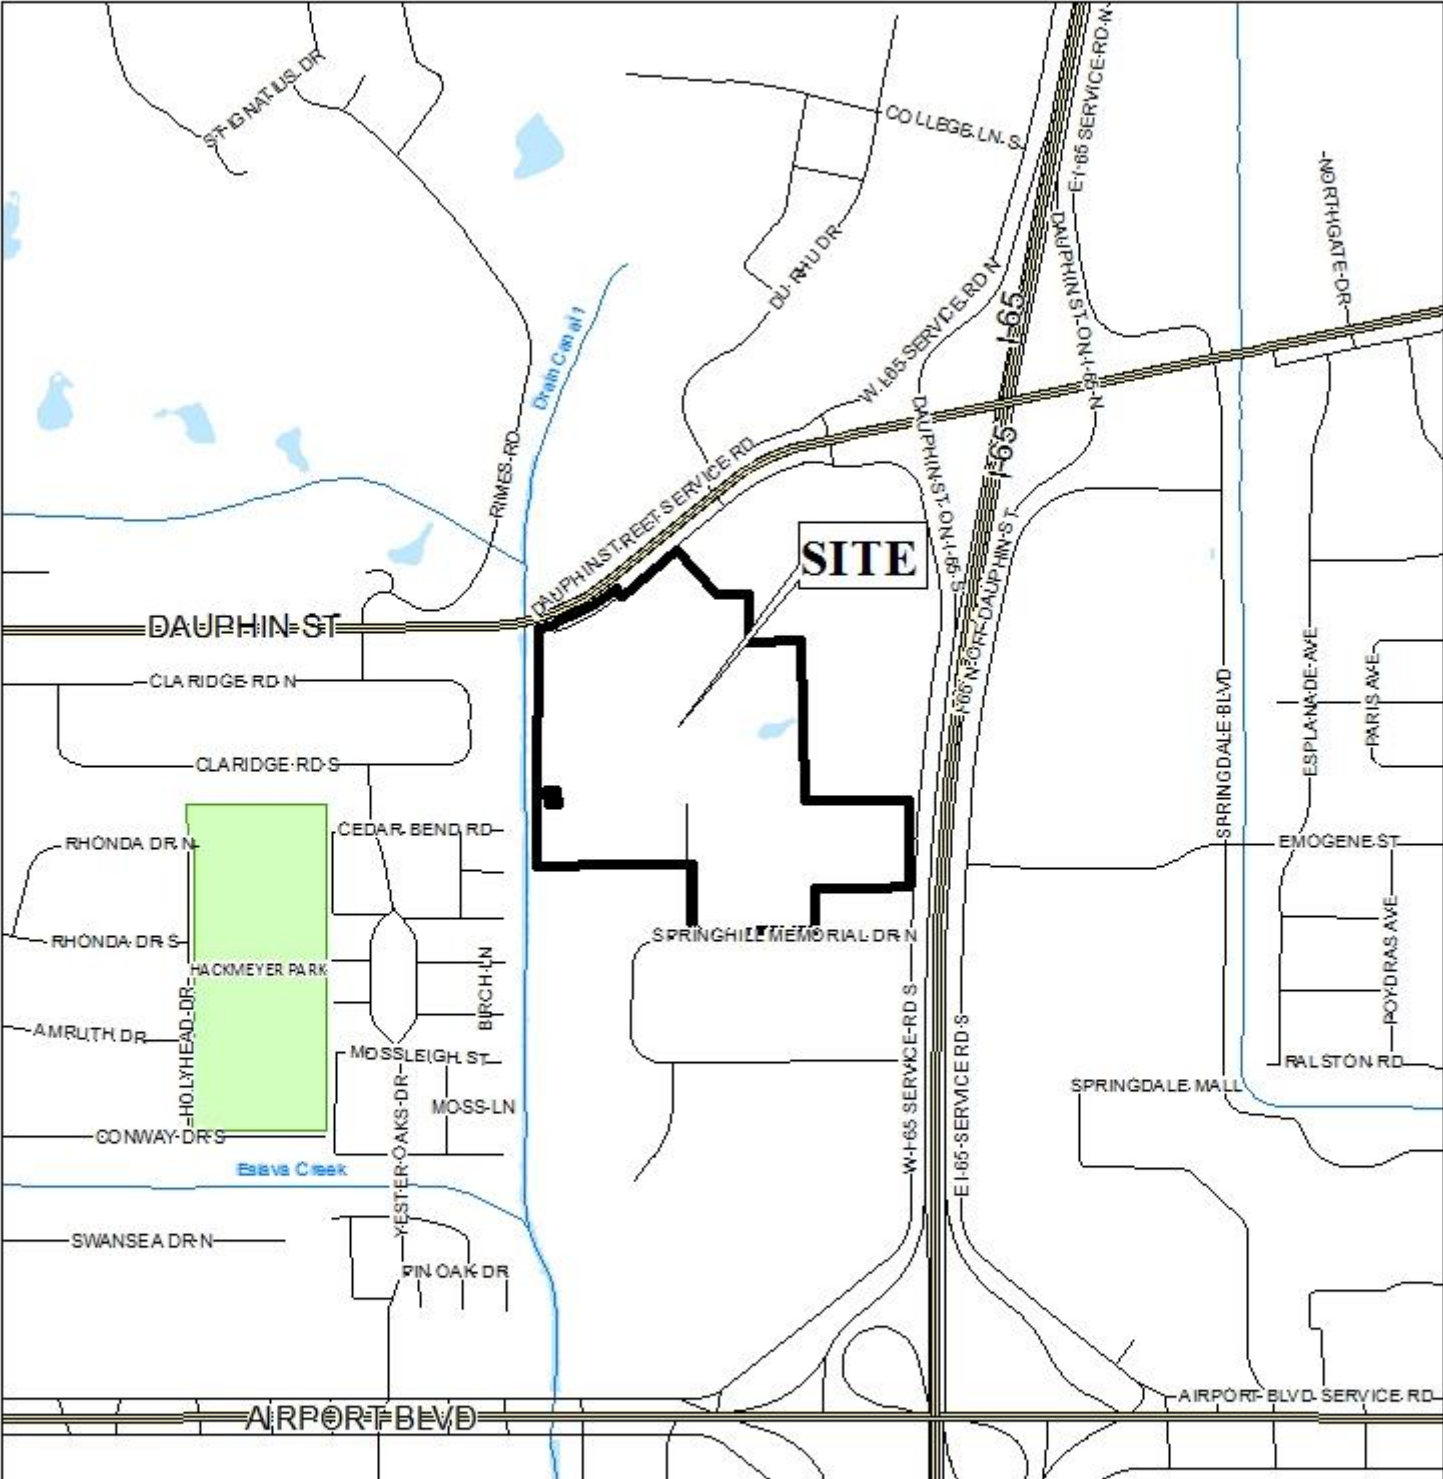 ST IGNATIUS DR
COLLEGE LN S
E I-65 SERVICE RD N
NORTHGATE DR
DU RHU DR
DAUPHIN ST ON I-65 N
W I-65 SERVICE RD N
I-65
Drain Canal 1
I-65
RIMES RD
DAUPHIN STREET SERVICE RD
DAUPHIN ST ON I-65 S
SITE
I-65 N OFF DAUPHIN ST
DAUPHIN ST
CLARIDGE RD N
CLARIDGE RD S
ESPLANADE AVE
PARIS AVE
SPRINGDALE BLVD
CEDAR BEND RD
RHONDA DR N
EMOGENE ST
RHONDA DR S
SPRINGHILL MEMORIAL DR N
HACKMEYER PARK
POYDRAS AVE
BIRCH LN
HOLYHEAD DR
AMRUTH DR
MOSSLEIGH ST
RALSTON RD
SPRINGDALE MALL
MOSS LN
W I-65 SERVICE RD S
E I-65 SERVICE RD S
CONWAY DR S
YESTER OAKS DR
Eslava Creek
SWANSEA DR N
PIN OAK DR
AIRPORT BLVD SERVICE RD
AIRPORT BLVD